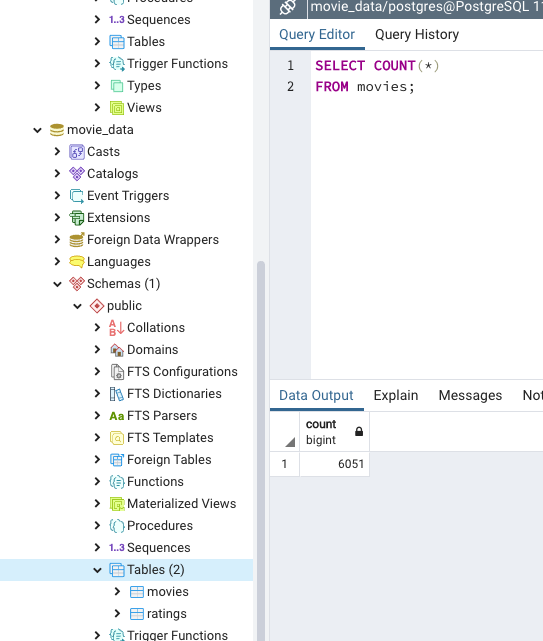 Procedures
1..3 Sequences
Tables
Trigger Functions
Types
Views
movie_data
Casts
Catalogs
Event Triggers
Extensions
Foreign Data Wrappers
Languages
Schemas (1)
public
Collations
Domains
FTS Configurations
FTS Dictionaries
Aa FTS Parsers
FTS Templates
Foreign Tables
Functions
Materialized Views
Procedures
1..3 Sequences
Tables (2)
movies
ratings
Trigger Functions
movie_data/postgres@PostgreSQL 11
Query Editor Query History
1 SELECT COUNT(*)
2 FROM movies;
Data Output Explain Messages Not
count
bigint
1 6051